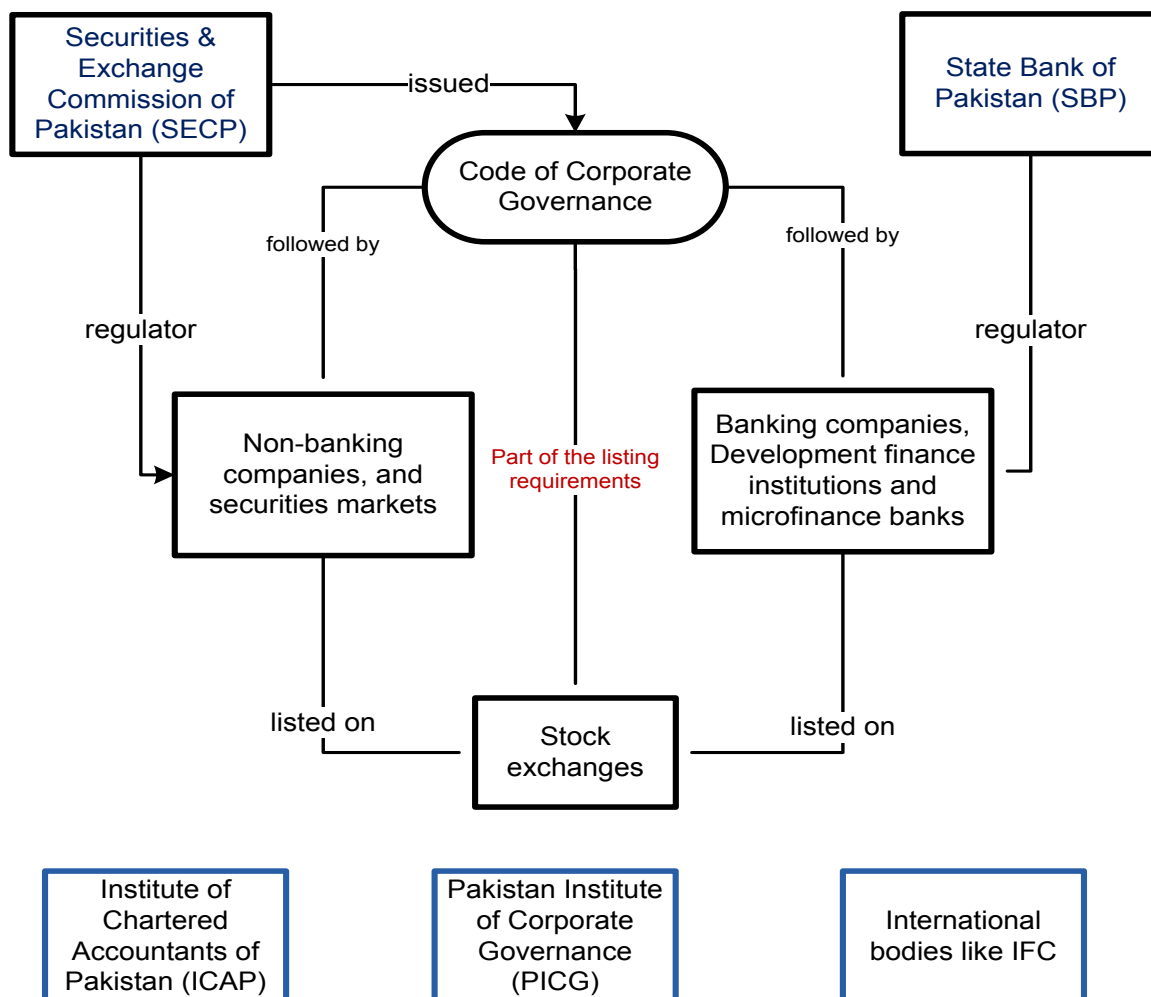 Securities &
Exchange
Commission of
Pakistan (SECP)
issued
State Bank of
Pakistan (SBP)
Code of Corporate
Governance
followed by
followed by
regulator
regulator
Non-banking
companies, and
securities markets
Part of the listing
requirements
Banking companies,
Development finance
institutions and
microfinance banks
listed on
Stock
exchanges
listed on
Institute of
Chartered
Accountants of
Pakistan (ICAP)
Pakistan Institute
of Corporate
Governance
(PICG)
International
bodies like IFC